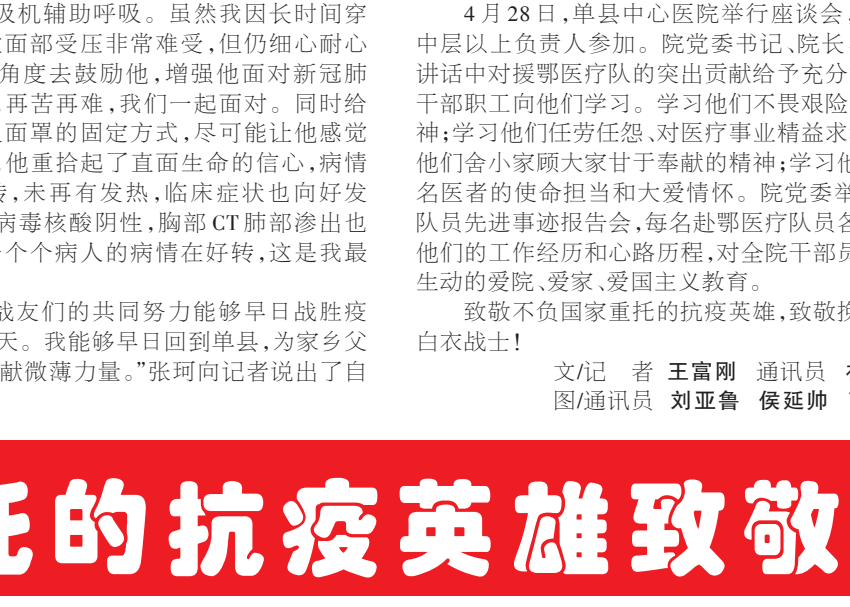 吸机辅助呼吸。虽然我因长时间穿
面部受压非常难受,但仍细心耐心
角度去鼓励他,增强他面对新冠肺
再苦再难,我们一起面对。同时给
面罩的固定方式,尽可能让他感觉
他重拾起了直面生命的信心,病情
转,未再有发热,临床症状也向好发
病毒核酸阴性,胸部CT肺部渗出也
个个病人的病情在好转,这是我最
战友们的共同努力能够早日战胜疫
天。我能够早日回到单县,为家乡父
献微薄力量。”张珂向记者说出了自
4月28日,单县中心医院举行座谈会,
中层以上负责人参加。院党委书记、院长
讲话中对援鄂医疗队的突出贡献给予充分
干部职工向他们学习。学习他们不畏艰险
神;学习他们任劳任怨、对医疗事业精益求
他们舍小家顾大家甘于奉献的精神;学习他
名医者的使命担当和大爱情怀。院党委举
队员先进事迹报告会,每名赴鄂医疗队员各
他们的工作经历和心路历程,对全院干部员
生动的爱院、爱家、爱国主义教育。
致敬不负国家重托的抗疫英雄,致敬
白衣战士!
文/记 者 王富刚 通讯员
图/通讯员 刘亚鲁 侯延帅
托的抗疫英雄致敬